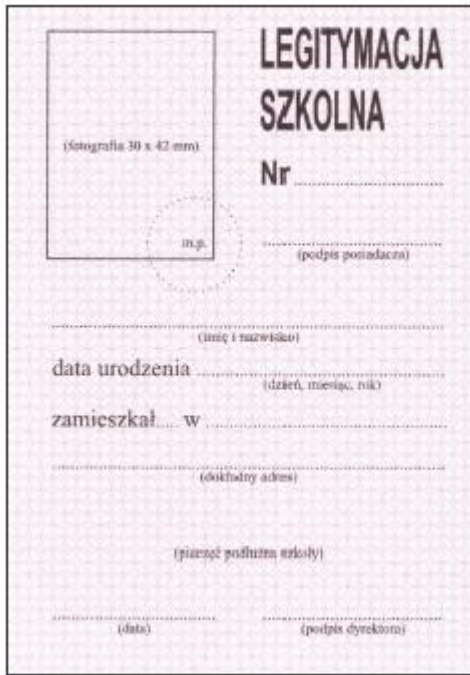 LEGITYMACJA
SZKOLNA
(fotografia 30 x 42 mm)
Nr
m.p.
(podpis posiadacza)
(imię i nazwisko)
data urodzenia
(dzień, miesiąc, rok)
zamieszkał.... w
(dokładny adres)
(pieczęć podłużna szkoły)
(data) (podpis dyrektora)